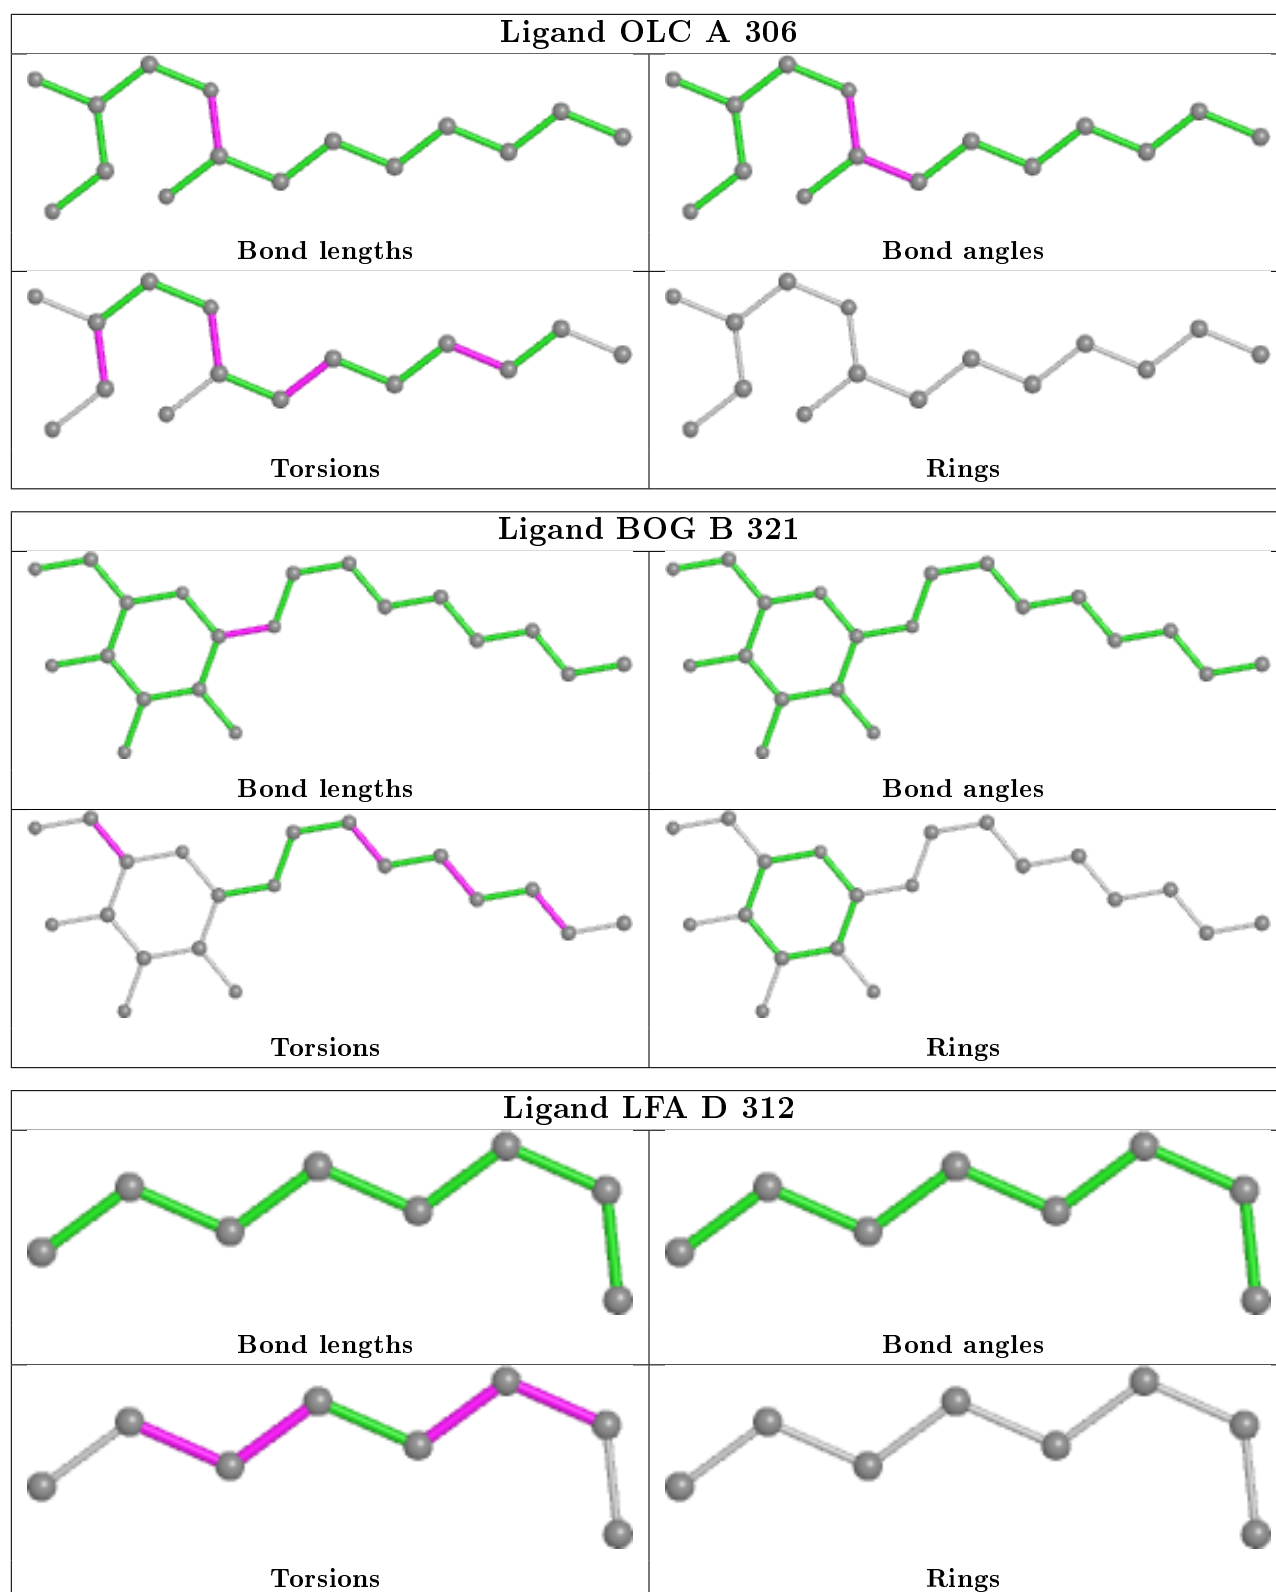 Ligand OLC A 306
Bond lengths
Bond angles
Torsions
Rings
Ligand BOG B 321
Bond lengths
Bond angles
Torsions
Rings
Ligand LFA D 312
Bond lengths
Bond angles
Torsions
Rings